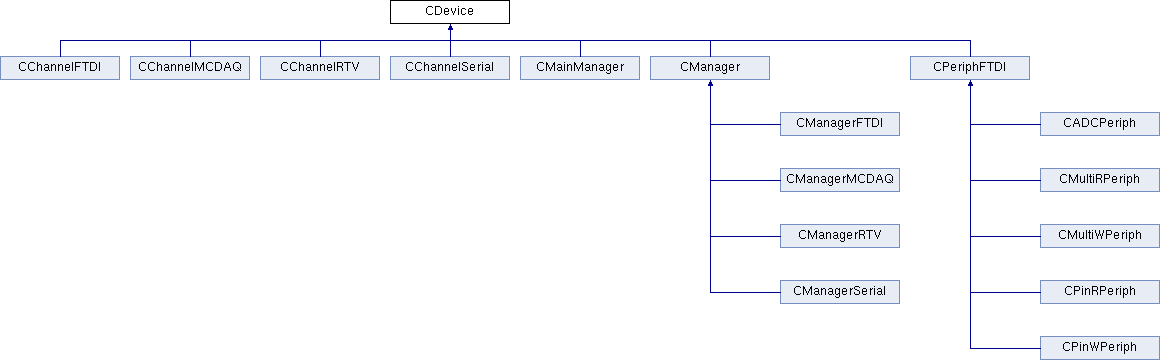 CDevice
CChannelFTDI
CChannelMCDAQ
CChannelRTV
CChannelSerial
CMainManager
CManager
CPeriphFTDI
CManagerFTDI
CADCPeriph
CManagerMCDAQ
CMultiRPeriph
CManagerRTV
CMultiWPeriph
CManagerSerial
CPinRPeriph
CPinWPeriph